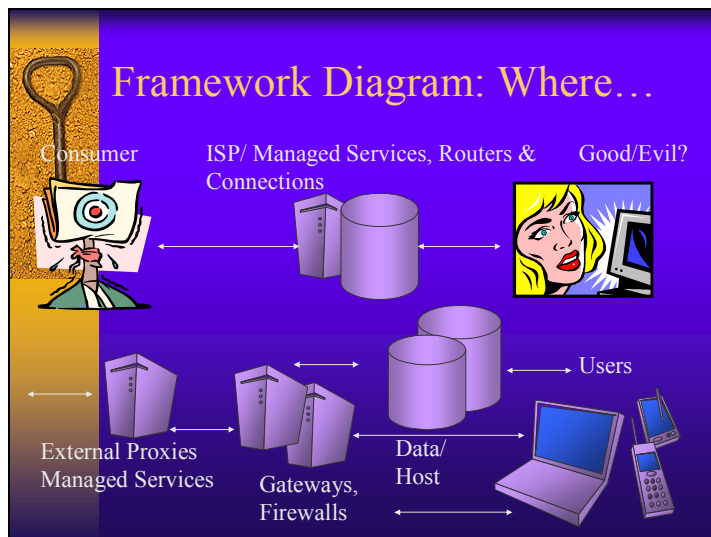 Framework Diagram: Where…
Consumer
ISP/ Managed Services, Routers &
Connections
Good/Evil?
Users
External Proxies
Managed Services
Gateways,
Firewalls
Data/
Host